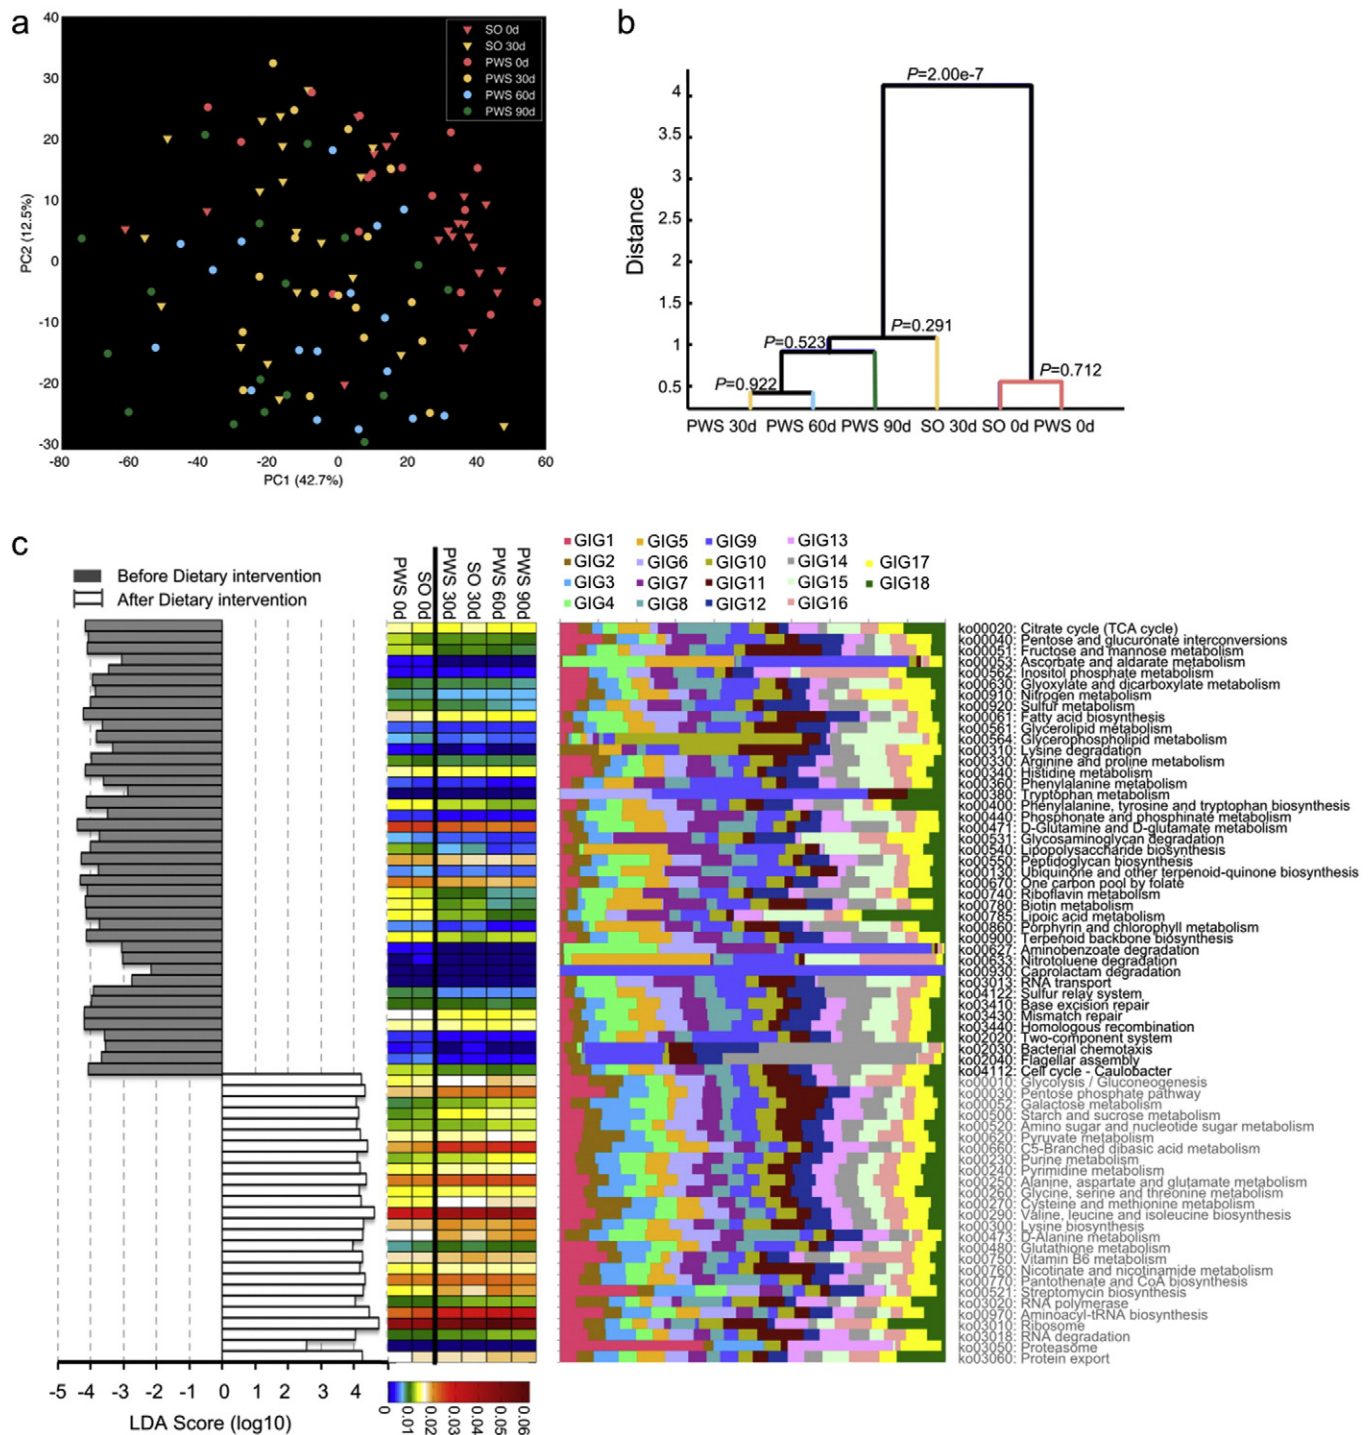 a
40
30
20
10
0
-10
-20
-30
-80
-60
-40
-20
0
20
40
60
PC2 (12.5%)
PC1 (42.7%)
SO 0d
SO 30d
PWS 0d
PWS 30d
PWS 60d
PWS 90d
b
Distance
4
3.5
3
2.5
2
1.5
1
0.5
P=2.00e-7
P=0.291
P=0.523
P=0.922
P=0.712
PWS 30d PWS 60d PWS 90d SO 30d SO 0d PWS 0d
c
Before Dietary intervention
After Dietary intervention
PWS 0d
SO 0d
PWS 30d
SO 30d
PWS 60d
PWS 90d
GIG1 GIG5 GIG9 GIG13
GIG2 GIG6 GIG10 GIG14 GIG17
GIG3 GIG7 GIG11 GIG15 GIG18
GIG4 GIG8 GIG12 GIG16
ko00020: Citrate cycle (TCA cycle)
ko00040: Pentose and glucuronate interconversions
ko00051: Fructose and mannose metabolism
ko00053: Ascorbate and aldarate metabolism
ko00562: Inositol phosphate metabolism
ko00630: Glyoxylate and dicarboxylate metabolism
ko00910: Nitrogen metabolism
ko00920: Sulfur metabolism
ko00061: Fatty acid biosynthesis
ko00561: Glycerolipid metabolism
ko00564: Glycerophospholipid metabolism
ko00310: Lysine degradation
ko00330: Arginine and proline metabolism
ko00340: Histidine metabolism
ko00360: Phenylalanine metabolism
ko00380: Tryptophan metabolism
ko00400: Phenylalanine, tyrosine and tryptophan biosynthesis
ko00440: Phosphonate and phosphinate metabolism
ko00471: D-Glutamine and D-glutamate metabolism
ko00531: Glycosaminoglycan degradation
ko00540: Lipopolysaccharide biosynthesis
ko00550: Peptidoglycan biosynthesis
ko00130: Ubiquinone and other terpenoid-quinone biosynthesis
ko00670: One carbon pool by folate
ko00740: Riboflavin metabolism
ko00780: Biotin metabolism
ko00785: Lipoic acid metabolism
ko00860: Porphyrin and chlorophyll metabolism
ko00900: Terpenoid backbone biosynthesis
ko00627: Aminobenzoate degradation
ko00633: Nitrotoluene degradation
ko00930: Caprolactam degradation
ko03013: RNA transport
ko04122: Sulfur relay system
ko03410: Base excision repair
ko03430: Mismatch repair
ko03440: Homologous recombination
ko02020: Two-component system
ko02030: Bacterial chemotaxis
ko02040: Flagellar assembly
ko04112: Cell cycle - Caulobacter
ko00010: Glycolysis / Gluconeogenesis
ko00030: Pentose phosphate pathway
ko00052: Galactose metabolism
ko00500: Starch and sucrose metabolism
ko00520: Amino sugar and nucleotide sugar metabolism
ko00620: Pyruvate metabolism
ko00660: C5-Branched dibasic acid metabolism
ko00230: Purine metabolism
ko00240: Pyrimidine metabolism
ko00250: Alanine, aspartate and glutamate metabolism
ko00260: Glycine, serine and threonine metabolism
ko00270: Cysteine and methionine metabolism
ko00290: Valine, leucine and isoleucine biosynthesis
ko00300: Lysine biosynthesis
ko00473: D-Alanine metabolism
ko00480: Glutathione metabolism
ko00750: Vitamin B6 metabolism
ko00760: Nicotinate and nicotinamide metabolism
ko00770: Pantothenate and CoA biosynthesis
ko00521: Streptomycin biosynthesis
ko03020: RNA polymerase
ko00970: Aminoacyl-tRNA biosynthesis
ko03010: Ribosome
ko03018: RNA degradation
ko03050: Proteasome
ko03060: Protein export
-5 -4 -3 -2 -1 0 1 2 3 4
LDA Score (log10)
0
0.01
0.02
0.03
0.04
0.05
0.06